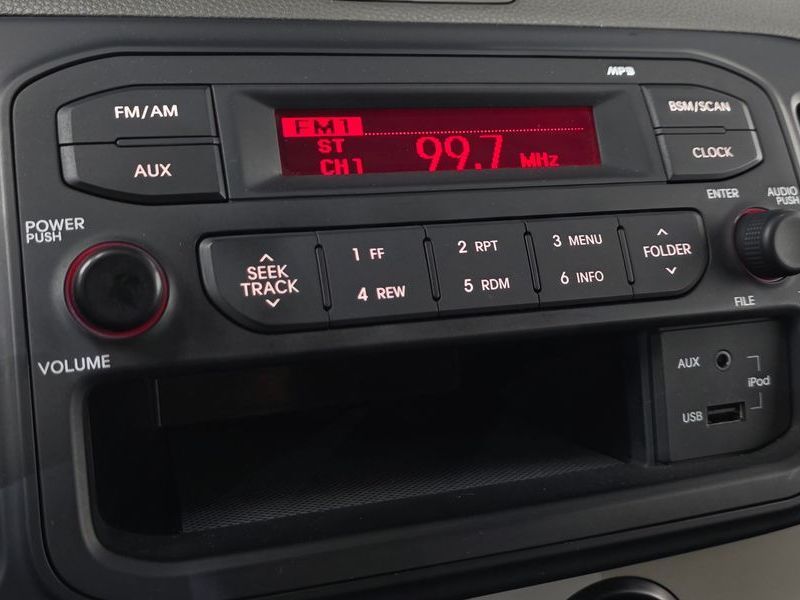 MP3
FM/AM
AUX
FM1
ST
CH1
99.7 MHz
BSM/SCAN
CLOCK
POWER
PUSH
VOLUME
SEEK
TRACK
1 FF
4 REW
2 RPT
5 RDM
3 MENU
6 INFO
FOLDER
ENTER
AUDIO
PUSH
FILE
AUX
iPod
USB